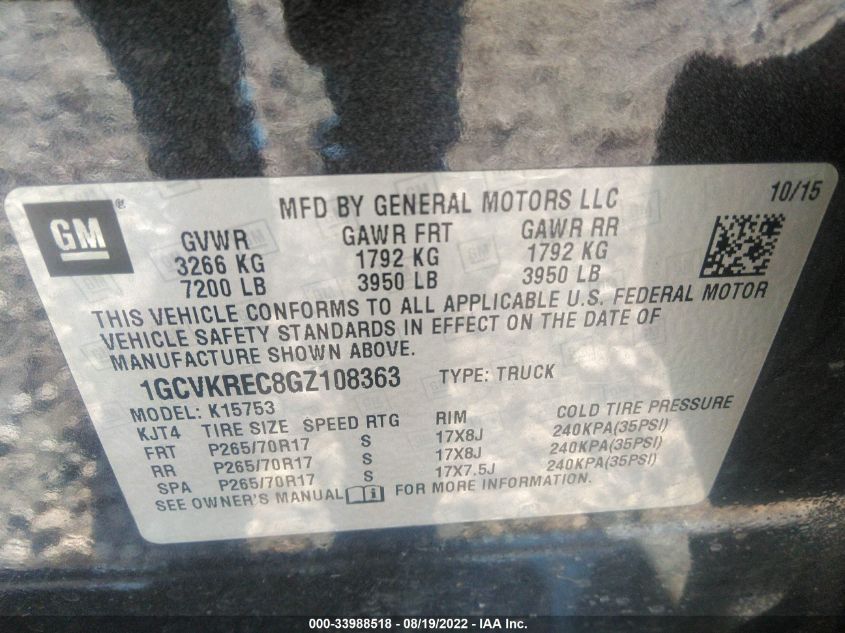 GM ®
MFD BY GENERAL MOTORS LLC 10/15
GVWR GAWR FRT GAWR RR
3266 KG 1792 KG 1792 KG
7200 LB 3950 LB 3950 LB
THIS VEHICLE CONFORMS TO ALL APPLICABLE U.S. FEDERAL MOTOR
VEHICLE SAFETY STANDARDS IN EFFECT ON THE DATE OF
MANUFACTURE SHOWN ABOVE.
1GCVKREC8GZ108363 TYPE: TRUCK
MODEL: K15753
KJT4 TIRE SIZE SPEED RTG RIM COLD TIRE PRESSURE
FRT P265/70R17 S 17X8J 240KPA(35PSI)
RR P265/70R17 S 17X8J 240KPA(35PSI)
SPA P265/70R17 S 17X7.5J 240KPA(35PSI)
SEE OWNER'S MANUAL FOR MORE INFORMATION.
000-33988518 - 08/19/2022 - IAA Inc.